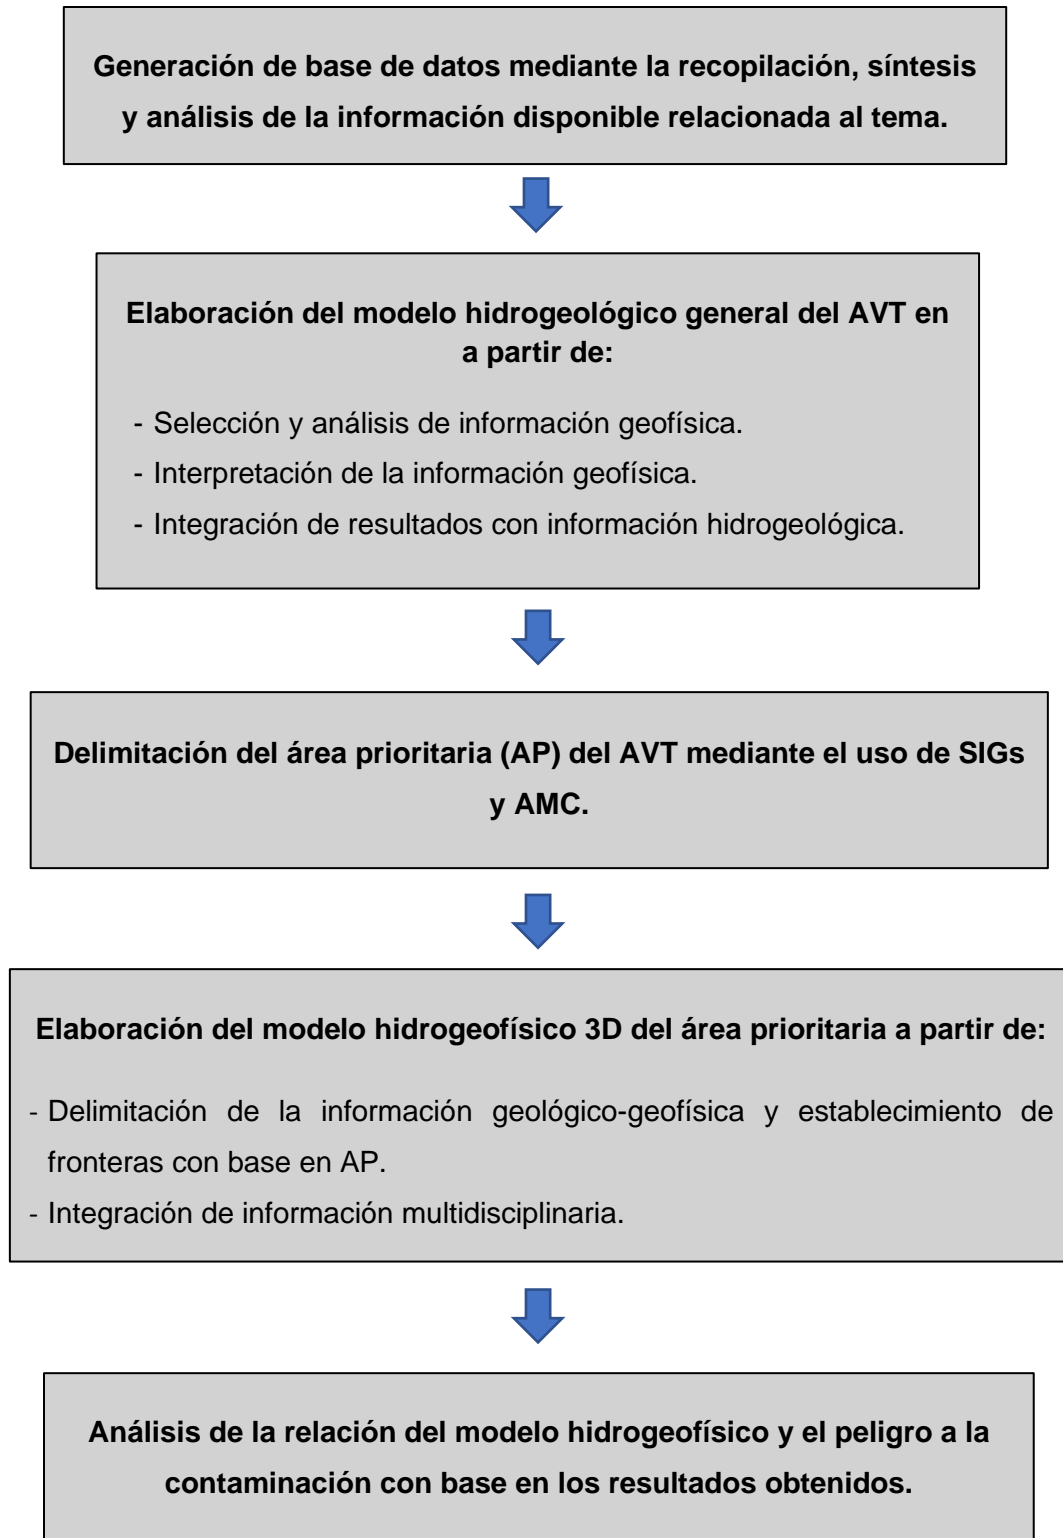 Generación de base de datos mediante la recopilación, síntesis
y análisis de la información disponible relacionada al tema.
Elaboración del modelo hidrogeológico general del AVT en
a partir de:
- Selección y análisis de información geofísica.
- Interpretación de la información geofísica.
- Integración de resultados con información hidrogeológica.
Delimitación del área prioritaria (AP) del AVT mediante el uso de SIGs
y AMC.
Elaboración del modelo hidrogeofísico 3D del área prioritaria a partir de:
- Delimitación de la información geológico-geofísica y establecimiento de
fronteras con base en AP.
- Integración de información multidisciplinaria.
Análisis de la relación del modelo hidrogeofísico y el peligro a la
contaminación con base en los resultados obtenidos.